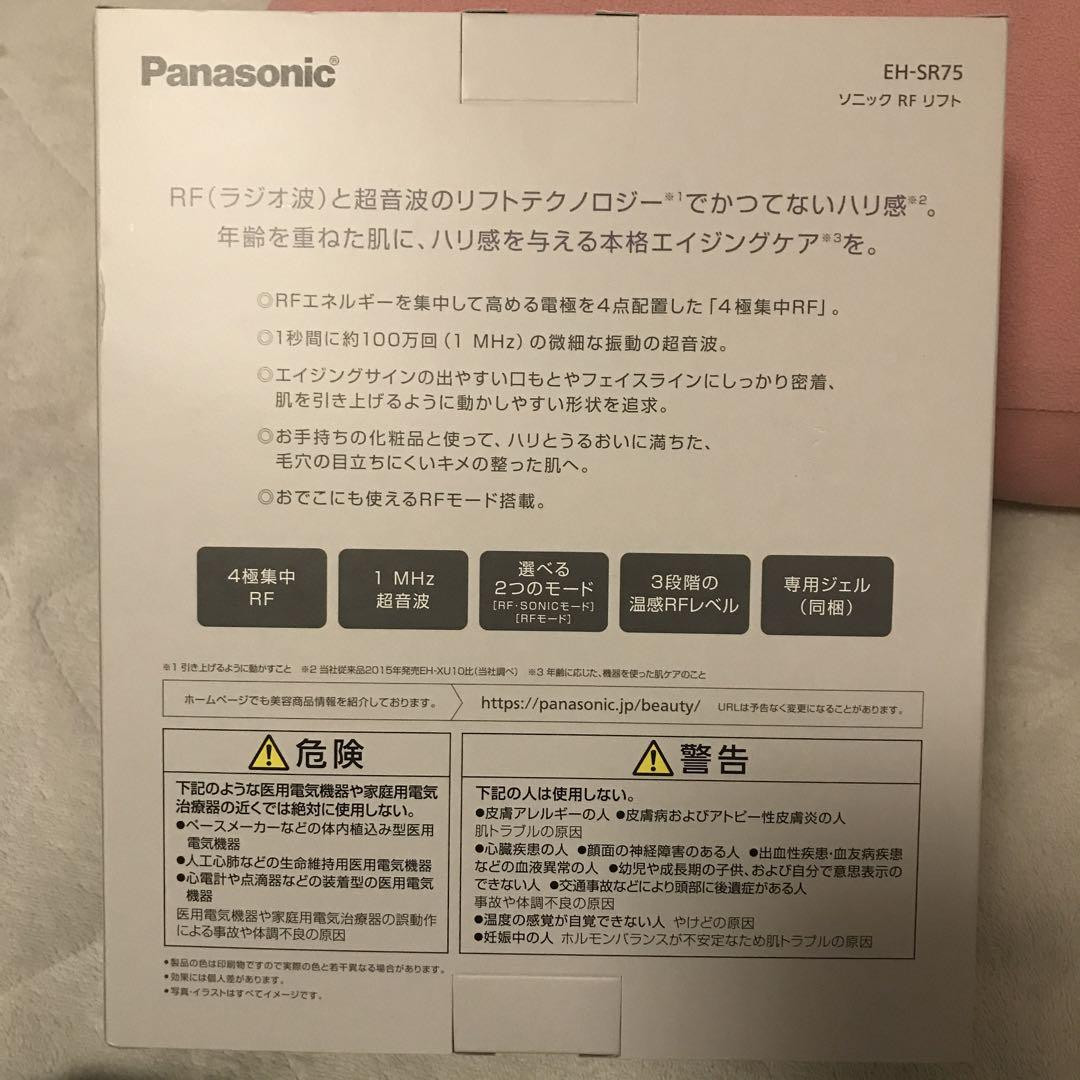 Panasonic®
EH-SR75
ソニック RF リフト
RF(ラジオ波)と超音波のリフトテクノロジー※1でかつてないハリ感※2。
年齢を重ねた肌に、ハリ感を与える本格エイジングケア※3を。
◎RFエネルギーを集中して高める電極を4点配置した「4極集中RF」。
◎1秒間に約100万回(1 MHz)の微細な振動の超音波。
◎エイジングサインの出やすい口もとやフェイスラインにしっかり密着、
肌を引き上げるように動かしやすい形状を追求。
◎お手持ちの化粧品と使って、ハリとうるおいに満ちた、
毛穴の目立ちにくいキメの整った肌へ。
◎おでこにも使えるRFモード搭載。
4極集中
RF
1 MHz
超音波
選べる
2つのモード
[RF・SONICモード]
[RFモード]
3段階の
温感RFレベル
専用ジェル
(同梱)
※1 引き上げるように動かすこと ※2 当社従来品2015年発売EH-XU10比(当社調べ) ※3 年齢に応じた、機器を使った肌ケアのこと
ホームページでも美容商品情報を紹介しております。 https://panasonic.jp/beauty/ URLは予告なく変更になることがあります。
危険
下記のような医用電気機器や家庭用電気
治療器の近くでは絶対に使用しない。
●ペースメーカーなどの体内植込み型医用
電気機器
●人工心肺などの生命維持用医用電気機器
●心電計や点滴器などの装着型の医用電気
機器
医用電気機器や家庭用電気治療器の誤動作
による事故や体調不良の原因
警告
下記の人は使用しない。
●皮膚アレルギーの人 ●皮膚病およびアトピー性皮膚炎の人
肌トラブルの原因
●心臓疾患の人 ●顔面の神経障害のある人 ●出血性疾患・血友病疾患
などの血液異常の人 ●幼児や成長期の子供、および自分で意思表示の
できない人 ●交通事故などにより頭部に後遺症がある人
事故や体調不良の原因
●温度の感覚が自覚できない人 やけどの原因
●妊娠中の人 ホルモンバランスが不安定なため肌トラブルの原因
●製品の色は印刷物ですので実際の色と若干異なる場合があります。
●効果には個人差があります。
●写真・イラストはすべてイメージです。